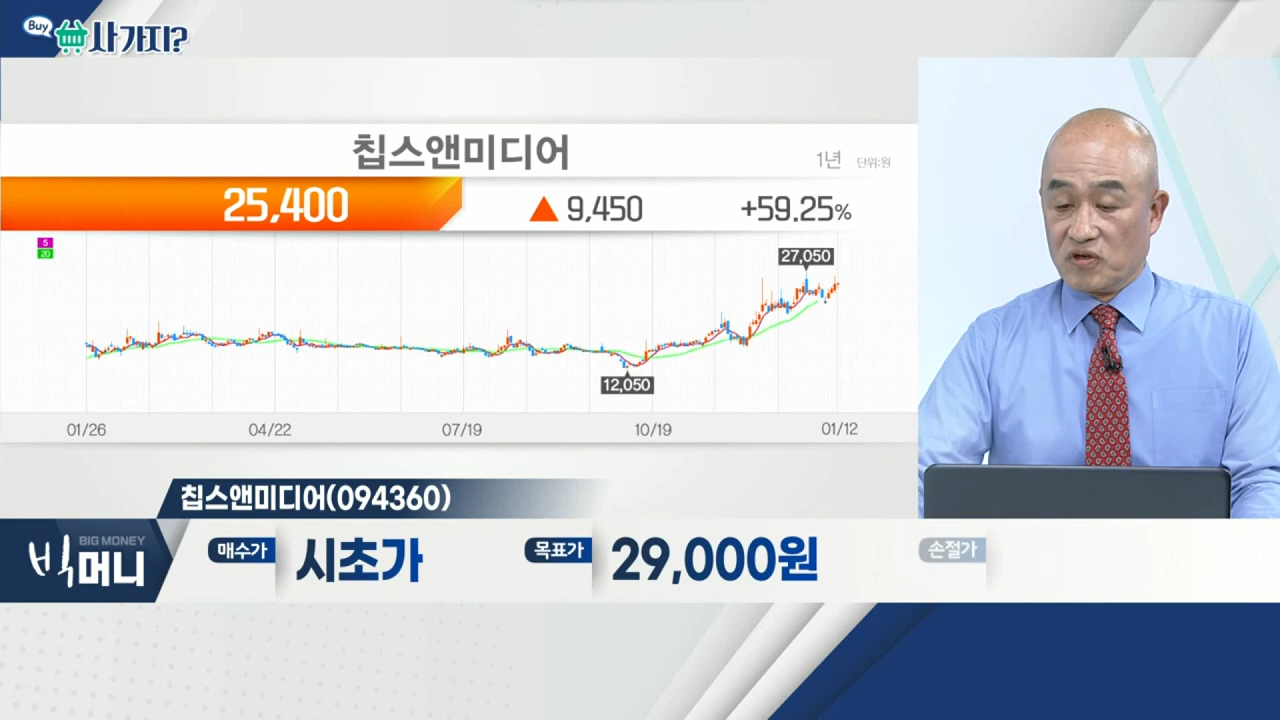 Buy
사가지?
칩스앤미디어
1년 단위:원
25,400 ▲ 9,450 +59.25%
5
20
27,050
12,050
01/26 04/22 07/19 10/19 01/12
칩스앤미디어(094360)
BIG MONEY
빅머니
매수가 시초가 목표가 29,000원 손절가